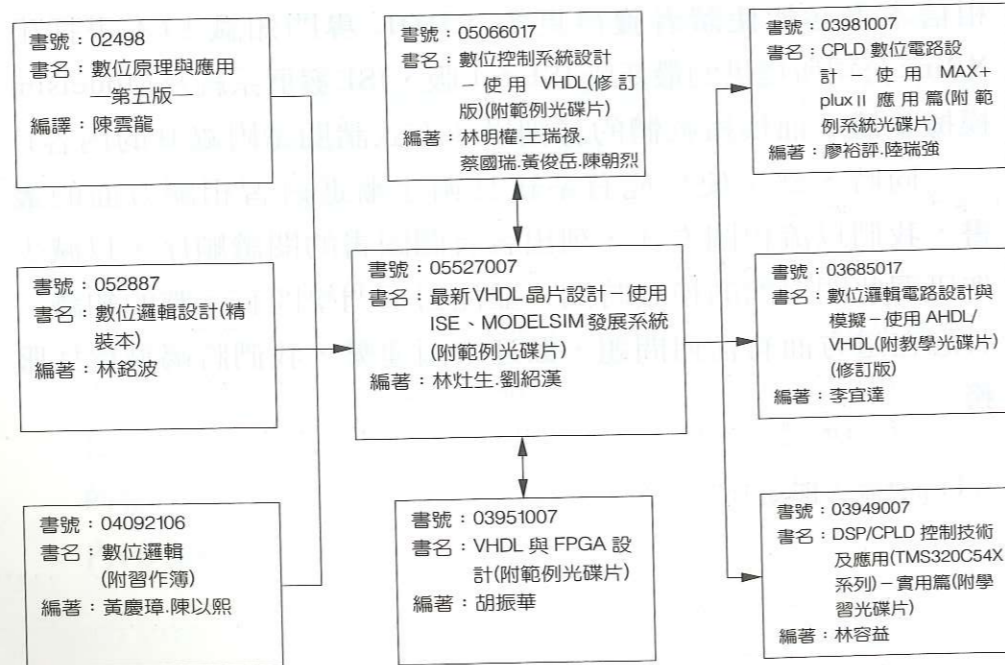 書號：02498
書名：數位原理與應用
—第五版—
編譯：陳雲龍
書號：052887
書名：數位邏輯設計(精
裝本)
編著：林銘波
書號：04092106
書名：數位邏輯
(附習作簿)
編著：黃慶璋.陳以熙
書號：05066017
書名：數位控制系統設計
－使用 VHDL(修訂
版)(附範例光碟片)
編著：林明權.王瑞祿.
蔡國瑞.黃俊岳.陳朝烈
書號：05527007
書名：最新 HDL 晶片設計－使用
ISE、MODELSIM 發展系統
(附範例光碟片)
編著：林灶生.劉紹漢
書號：03951007
書名：VHDL 與 FPGA 設
計(附範例光碟片)
編著：胡振華
書號：03981007
書名：CPLD 數位電路設
計－使用 MAX+
plusⅡ應用篇(附範
例系統光碟片)
編著：廖裕評.陸瑞強
書號：03685017
書名：數位邏輯電路設計與
模擬－使用 AHDL/
VHDL(附教學光碟片)
(修訂版)
編著：李宜達
書號：03949007
書名：DSP/CPLD 控制技術
及應用(TMS320C54X
系列)－實用篇(附學
習光碟片)
編著：林容益